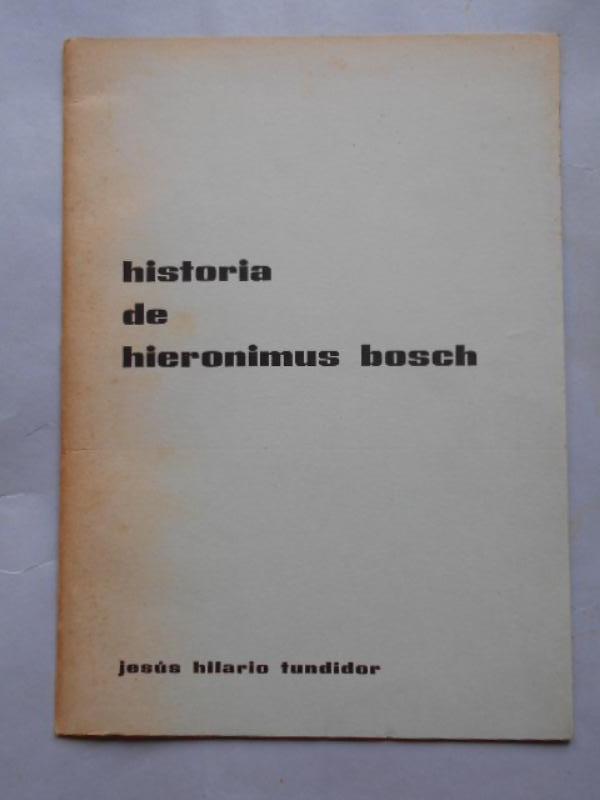 historia
de
hieronimus bosch
jesús hilario tundidor